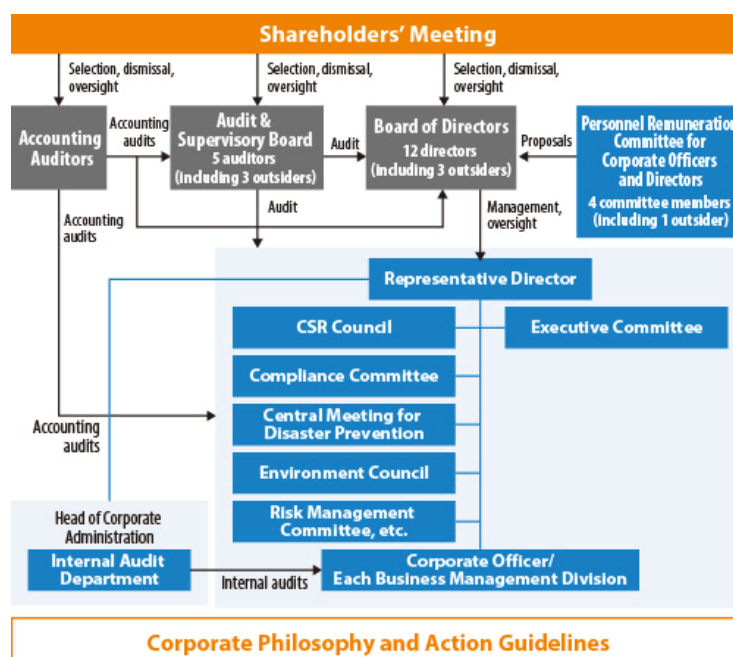 Shareholders' Meeting
Selection, dismissal,
oversight
Selection, dismissal,
oversight
Selection, dismissal,
oversight
Accounting
Auditors
Accounting
audits
Audit &
Supervisory Board
5 auditors
(including 3 outsiders)
Audit
Board of Directors
12 directors
(including 3 outsiders)
Proposals
Personnel Remuneration
Committee for
Corporate Officers
and Directors
4 committee members
(including 1 outsider)
Accounting
audits
Audit
Management,
oversight
Representative Director
CSR Council
Executive Committee
Compliance Committee
Central Meeting for
Disaster Prevention
Accounting
audits
Environment Council
Risk Management
Committee, etc.
Head of Corporate
Administration
Internal Audit
Department
Internal audits
Corporate Officer/
Each Business Management Division
Corporate Philosophy and Action Guidelines